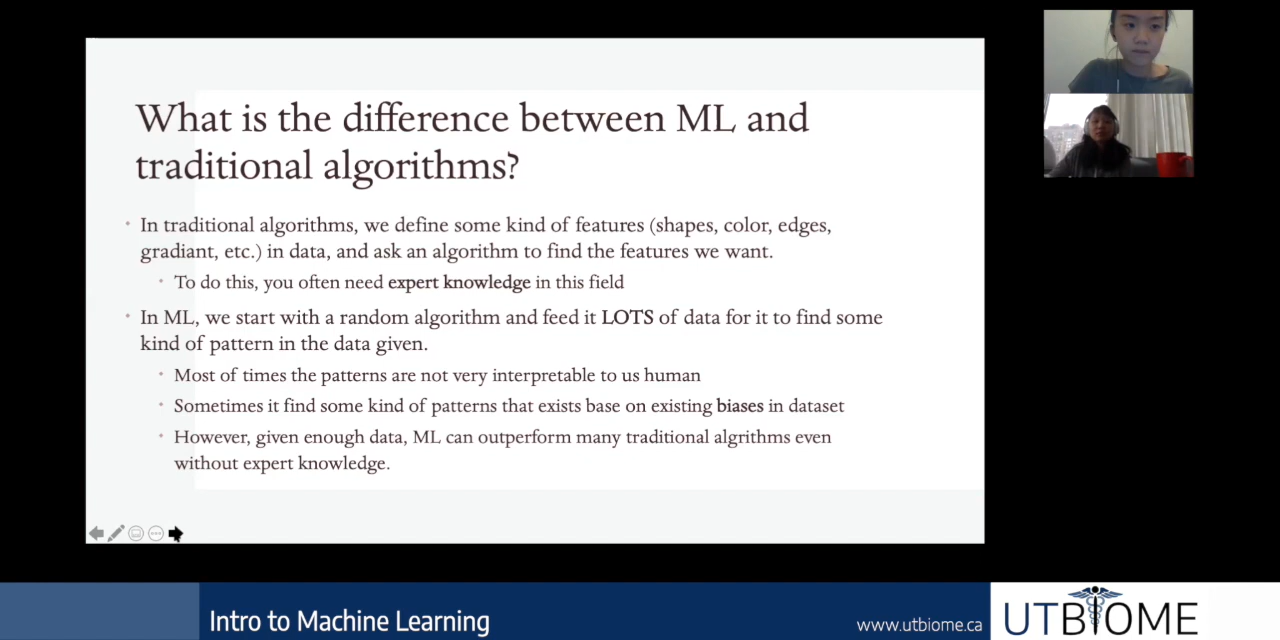 What is the difference between ML and
traditional algorithms?
In traditional algorithms, we define some kind of features (shapes, color, edges,
gradiant, etc.) in data, and ask an algorithm to find the features we want.
To do this, you often need expert knowledge in this field
In ML, we start with a random algorithm and feed it LOTS of data for it to find some
kind of pattern in the data given.
Most of times the patterns are not very interpretable to us human
Sometimes it find some kind of patterns that exists base on existing biases in dataset
However, given enough data, ML can outperform many traditional algrithms even
without expert knowledge.
Intro to Machine Learning
www.utbiome.ca
UTBIOME